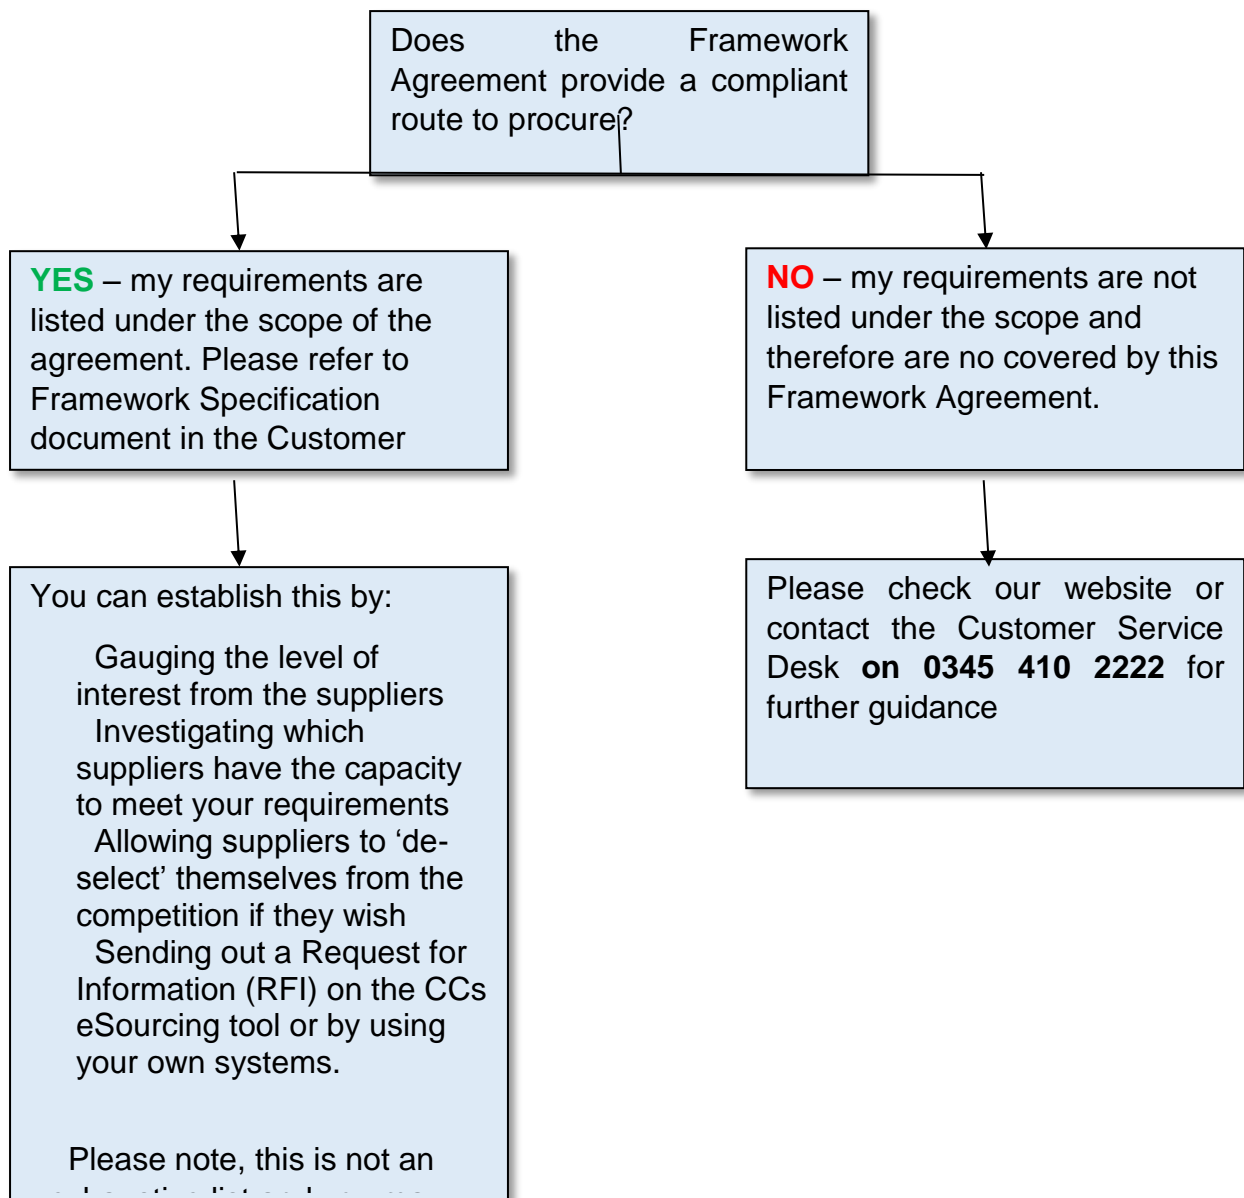 Does the Framework
Agreement provide a compliant
route to procure?
YES – my requirements are
listed under the scope of the
agreement. Please refer to
Framework Specification
document in the Customer
NO – my requirements are not
listed under the scope and
therefore are no covered by this
Framework Agreement.
You can establish this by:
Gauging the level of
interest from the suppliers
Investigating which
suppliers have the capacity
to meet your requirements
Allowing suppliers to ‘de-
select’ themselves from the
competition if they wish
Sending out a Request for
Information (RFI) on the CCs
eSourcing tool or by using
your own systems.
Please note, this is not an
Please check our website or
contact the Customer Service
Desk on 0345 410 2222 for
further guidance